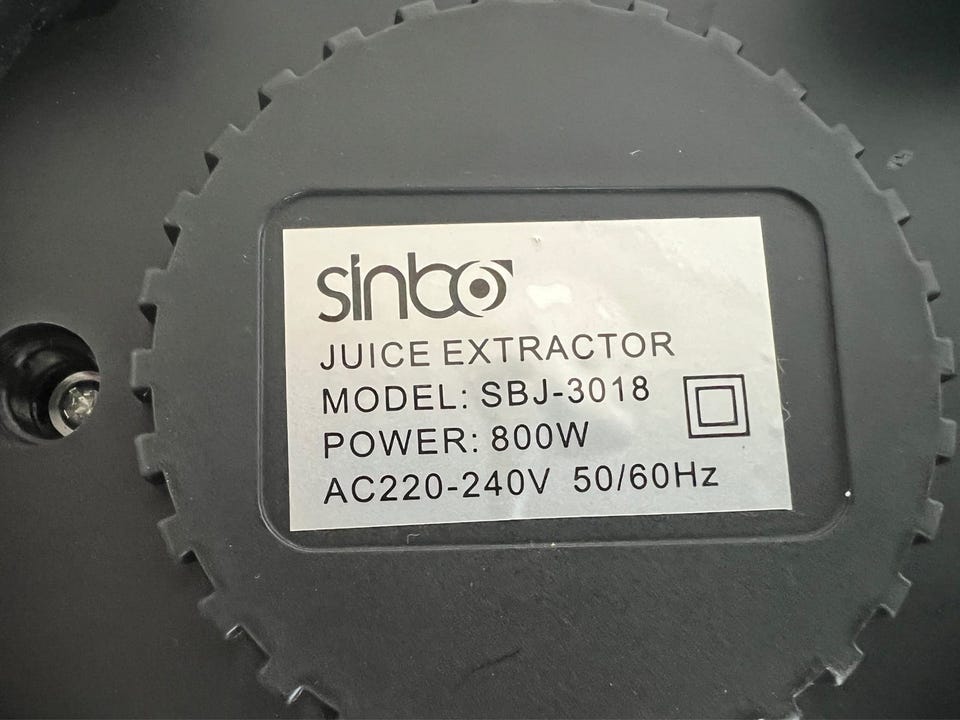 sinbo
JUICE EXTRACTOR
MODEL: SBJ-3018
POWER: 800W
AC220-240V 50/60Hz